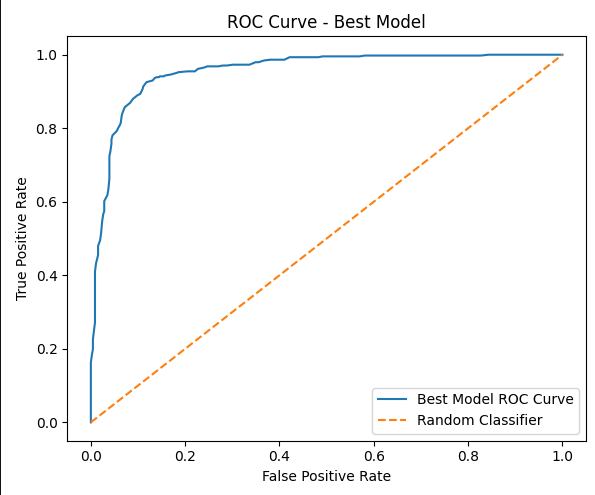 ROC Curve - Best Model
True Positive Rate
1.0
0.8
0.6
0.4
0.2
0.0
Best Model ROC Curve
Random Classifier
0.0 0.2 0.4 0.6 0.8 1.0
False Positive Rate